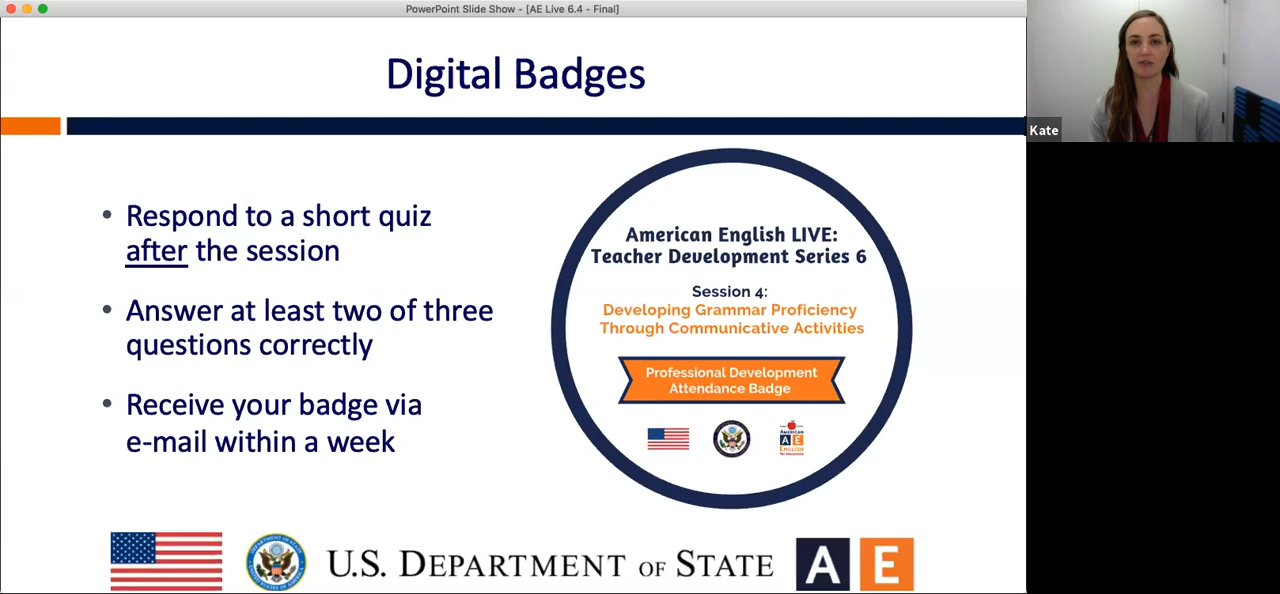 PowerPoint Slide Show - [AE Live 6.4 - Final]
Digital Badges
Kate
• Respond to a short quiz
after the session
• Answer at least two of three
questions correctly
• Receive your badge via
e-mail within a week
American English LIVE:
Teacher Development Series 6
Session 4:
Developing Grammar Proficiency
Through Communicative Activities
Professional Development
Attendance Badge
AMERICAN
A E
ENGLISH
U.S. DEPARTMENT OF STATE
A E